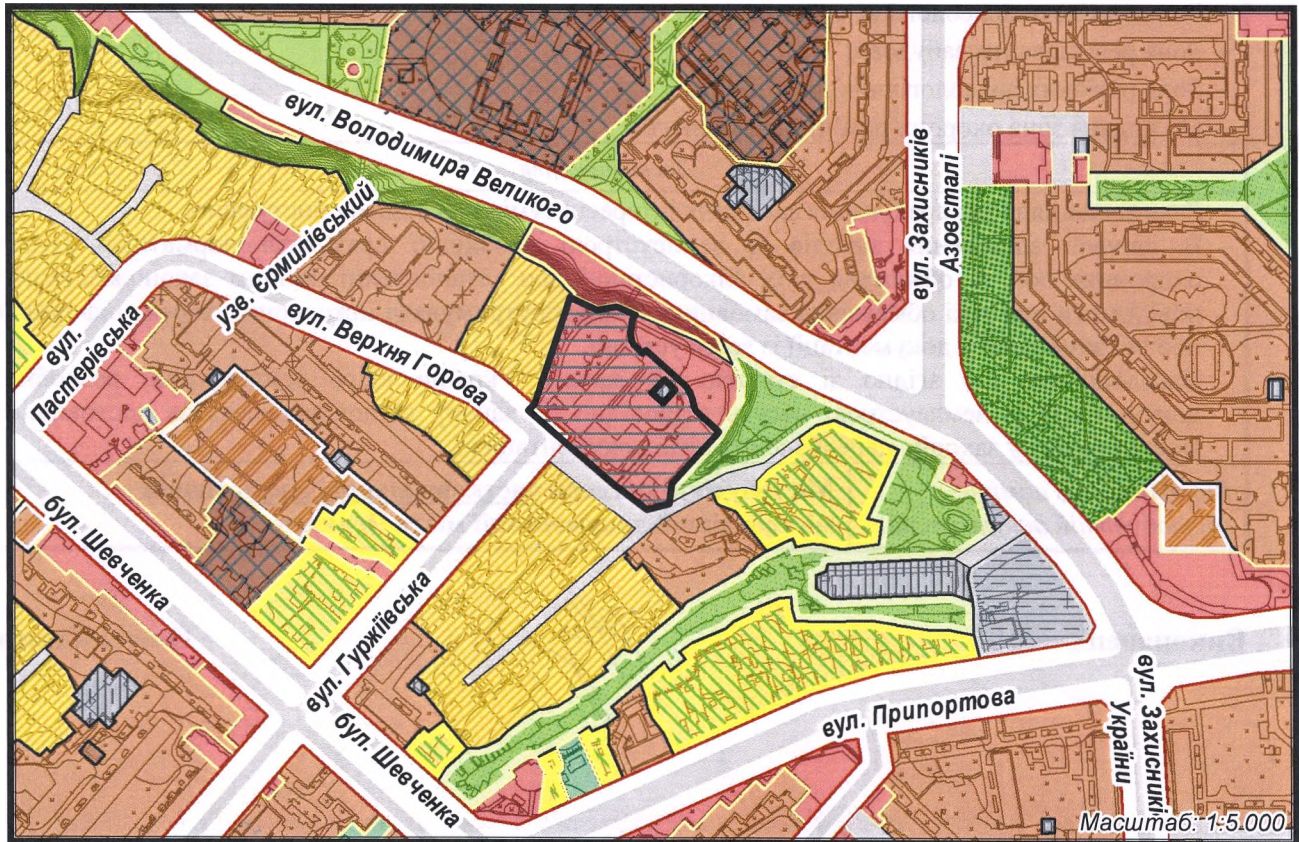 вул. Володимира Великого
вул. Захисників
Азовсталі
узв. Єрмилівський
вул. Верхня Горова
вул.
Пастерівська
бул. Шевченка
вул. Гуржіївська
бул. Шевченка
вул. Припортова
вул. Захисників
України
Масштаб: 1:5 000